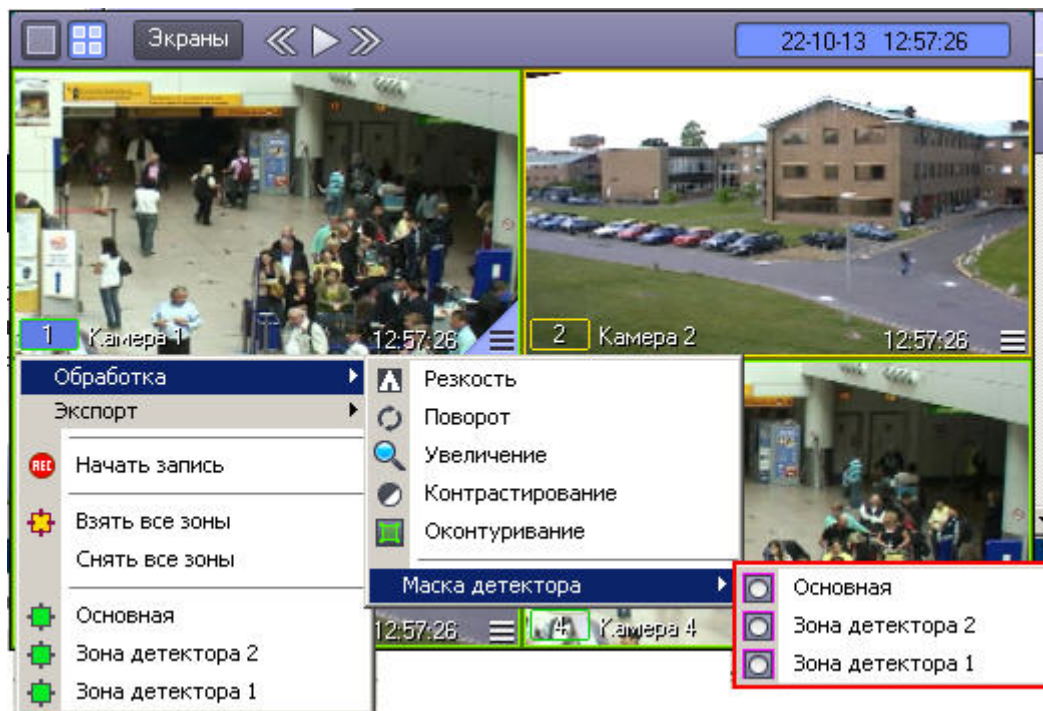 Экраны
22-10-13 12:57:26
1 Камера 1 12:57:26
2 Камера 2 12:57:26
Обработка
Экспорт
REC Начать запись
Взять все зоны
Снять все зоны
Основная
Зона детектора 2
Зона детектора 1
Резкость
Поворот
Увеличение
Контрастирование
Оконтуривание
Маска детектора
12:57:26
4 Камера 4
Основная
Зона детектора 2
Зона детектора 1